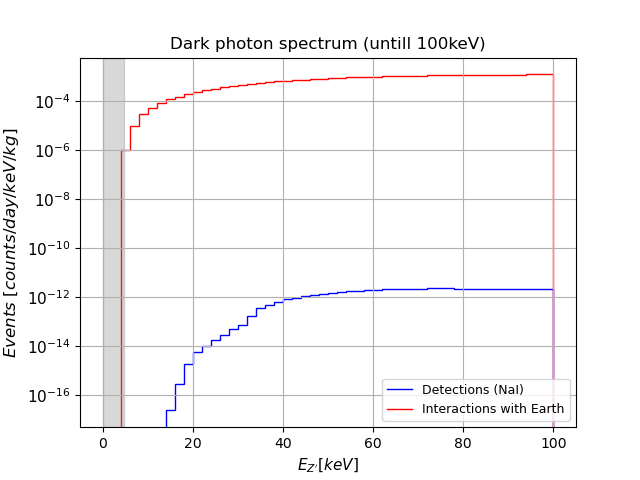 Dark photon spectrum (untill 100keV)
Events [counts/day/keV/kg]
10⁻⁴
10⁻⁶
10⁻⁸
10⁻¹⁰
10⁻¹²
10⁻¹⁴
10⁻¹⁶
Detections (NaI)
Interactions with Earth
0 20 40 60 80 100
E_{Z'}[keV]